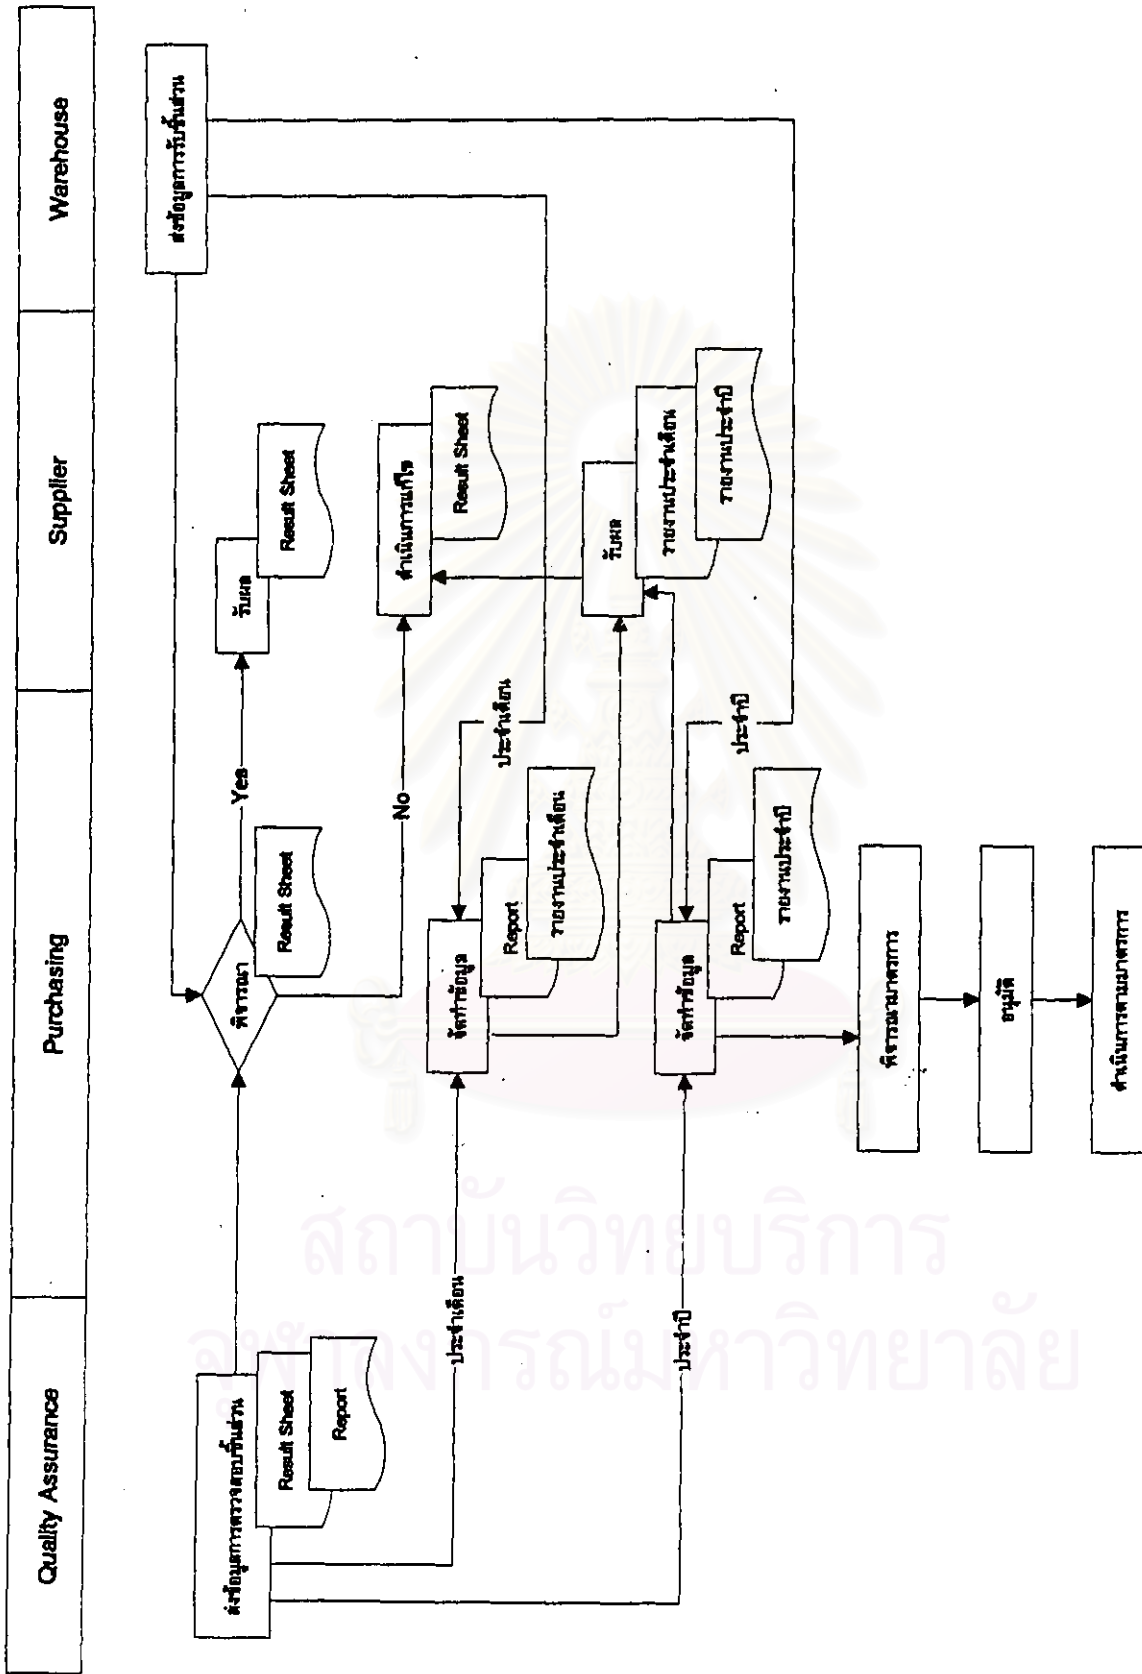 Quality Assurance
Purchasing
Supplier
Warehouse
ส่งข้อมูลการตรวจสอบชิ้นส่วน
Result Sheet
Report
พิจารณา
Result Sheet
Yes
No
รับผล
Result Sheet
ส่งข้อมูลการรับชิ้นส่วน
ดำเนินการแก้ไข
Result Sheet
ประจำเดือน
จัดทำข้อมูล
Report
รายงานประจำเดือน
ประจำเดือน
รับผล
รายงานประจำเดือน
รายงานประจำปี
ประจำปี
จัดทำข้อมูล
Report
รายงานประจำปี
ประจำปี
พิจารณามาตรการ
อนุมัติ
ดำเนินการตามมาตรการ
สถาบันวิทยบริการ
จุฬาลงกรณ์มหาวิทยาลัย